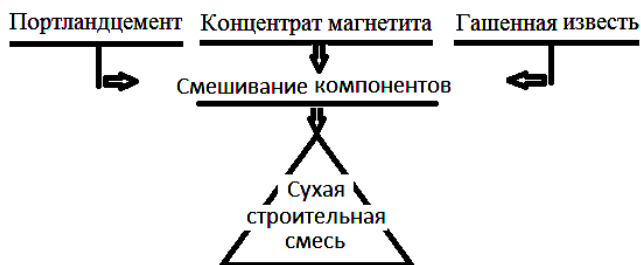 Портландцемент Концентрат магнетита Гашенная известь
Смешивание компонентов
Сухая
строительная
смесь